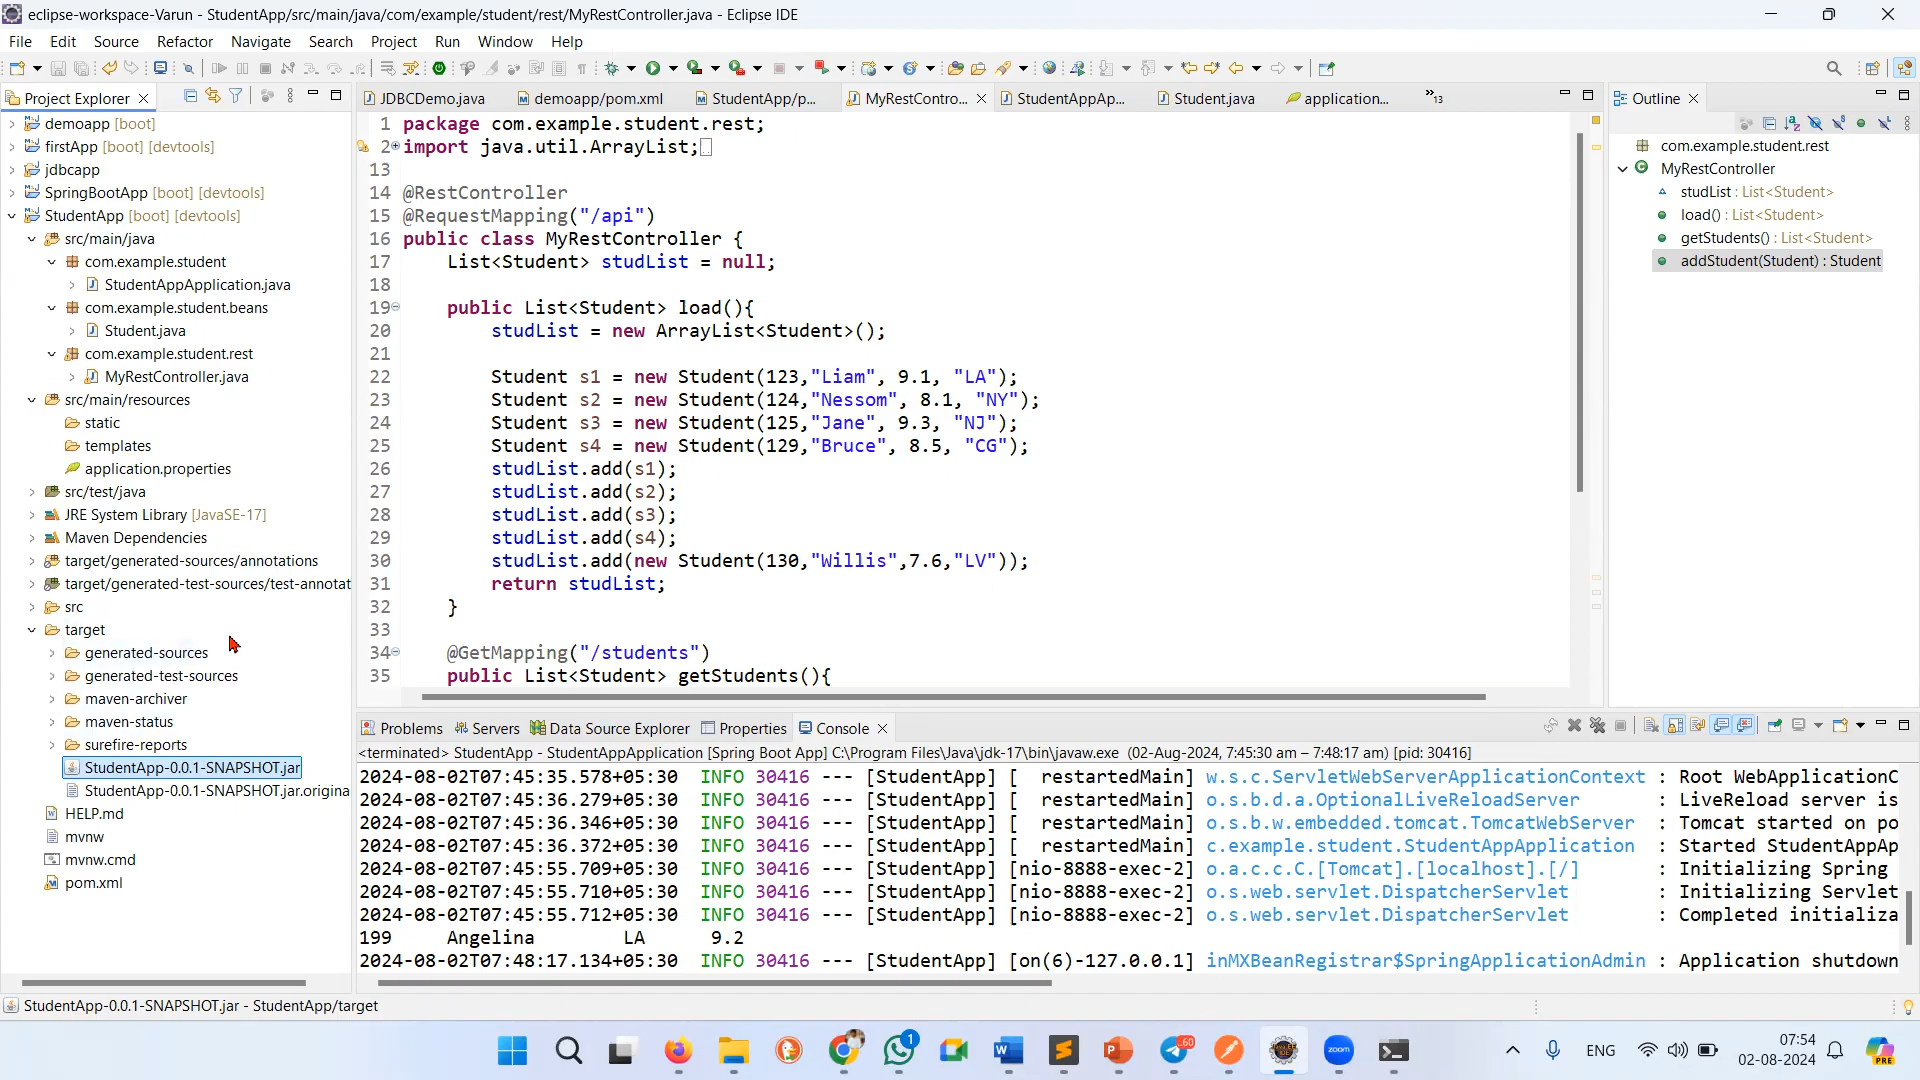 eclipse-workspace-Varun - StudentApp/src/main/java/com/example/student/rest/MyRestController.java - Eclipse IDE
File Edit Source Refactor Navigate Search Project Run Window Help
Project Explorer
JDBCDemo.java demoapp/pom.xml StudentApp/p... MyRestContro... StudentAppAp... Student.java application... »13
Outline
demoapp [boot]
firstApp [boot] [devtools]
jdbcapp
SpringBootApp [boot] [devtools]
StudentApp [boot] [devtools]
src/main/java
com.example.student
StudentAppApplication.java
com.example.student.beans
Student.java
com.example.student.rest
MyRestController.java
src/main/resources
static
templates
application.properties
src/test/java
JRE System Library [JavaSE-17]
Maven Dependencies
target/generated-sources/annotations
target/generated-test-sources/test-annotat
src
target
generated-sources
generated-test-sources
maven-archiver
maven-status
surefire-reports
StudentApp-0.0.1-SNAPSHOT.jar
StudentApp-0.0.1-SNAPSHOT.jar.origina
HELP.md
mvnw
mvnw.cmd
pom.xml
1 package com.example.student.rest;
2 import java.util.ArrayList;
13
14 @RestController
15 @RequestMapping("/api")
16 public class MyRestController {
17 List<Student> studList = null;
18
19 public List<Student> load(){
20 studList = new ArrayList<Student>();
21
22 Student s1 = new Student(123,"Liam", 9.1, "LA");
23 Student s2 = new Student(124,"Nessom", 8.1, "NY");
24 Student s3 = new Student(125,"Jane", 9.3, "NJ");
25 Student s4 = new Student(129,"Bruce", 8.5, "CG");
26 studList.add(s1);
27 studList.add(s2);
28 studList.add(s3);
29 studList.add(s4);
30 studList.add(new Student(130,"Willis",7.6,"LV"));
31 return studList;
32 }
33
34 @GetMapping("/students")
35 public List<Student> getStudents(){
com.example.student.rest
MyRestController
studList : List<Student>
load() : List<Student>
getStudents() : List<Student>
addStudent(Student) : Student
Problems Servers Data Source Explorer Properties Console
<terminated> StudentApp - StudentAppApplication [Spring Boot App] C:\Program Files\Java\jdk-17\bin\javaw.exe (02-Aug-2024, 7:45:30 am – 7:48:17 am) [pid: 30416]
2024-08-02T07:45:35.578+05:30 INFO 30416 --- [StudentApp] [ restartedMain] w.s.c.ServletWebServerApplicationContext : Root WebApplicationC
2024-08-02T07:45:36.279+05:30 INFO 30416 --- [StudentApp] [ restartedMain] o.s.b.d.a.OptionalLiveReloadServer : LiveReload server is
2024-08-02T07:45:36.346+05:30 INFO 30416 --- [StudentApp] [ restartedMain] o.s.b.w.embedded.tomcat.TomcatWebServer : Tomcat started on po
2024-08-02T07:45:36.372+05:30 INFO 30416 --- [StudentApp] [ restartedMain] c.example.student.StudentAppApplication : Started StudentAppAp
2024-08-02T07:45:55.709+05:30 INFO 30416 --- [StudentApp] [nio-8888-exec-2] o.a.c.c.C.[Tomcat].[localhost].[/] : Initializing Spring
2024-08-02T07:45:55.710+05:30 INFO 30416 --- [StudentApp] [nio-8888-exec-2] o.s.web.servlet.DispatcherServlet : Initializing Servlet
2024-08-02T07:45:55.712+05:30 INFO 30416 --- [StudentApp] [nio-8888-exec-2] o.s.web.servlet.DispatcherServlet : Completed initializa
199 Angelina LA 9.2
2024-08-02T07:48:17.134+05:30 INFO 30416 --- [StudentApp] [on(6)-127.0.0.1] inMXBeanRegistrar$SpringApplicationAdmin : Application shutdown
StudentApp-0.0.1-SNAPSHOT.jar - StudentApp/target
1
60
zoom
ENG
07:54
02-08-2024
PRE